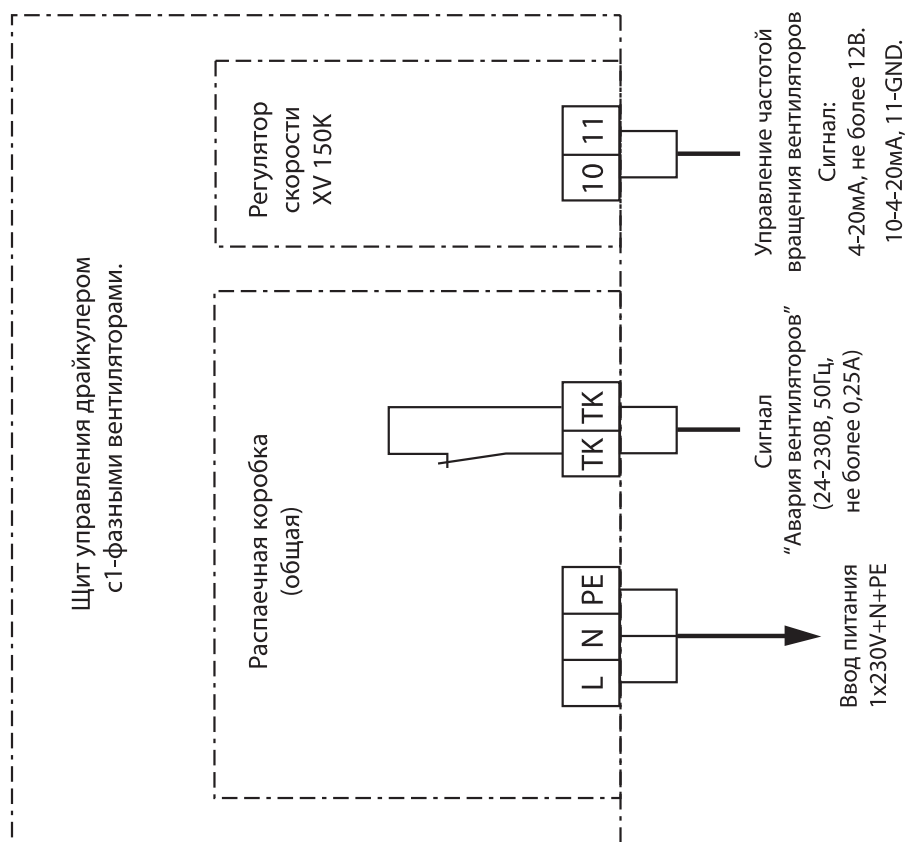 Щит управления драйкулером
с1-фазными вентиляторами.
Распаечная коробка
(общая)
Регулятор
скорости
XV 150K
L N PE
TK TK
10 11
Ввод питания
1x230V+N+PE
Сигнал
“Авария вентиляторов”
(24-230В, 50Гц,
не более 0,25А)
Управление частотой
вращения вентиляторов
Сигнал:
4-20мА, не более 12В.
10-4-20мА, 11-GND.